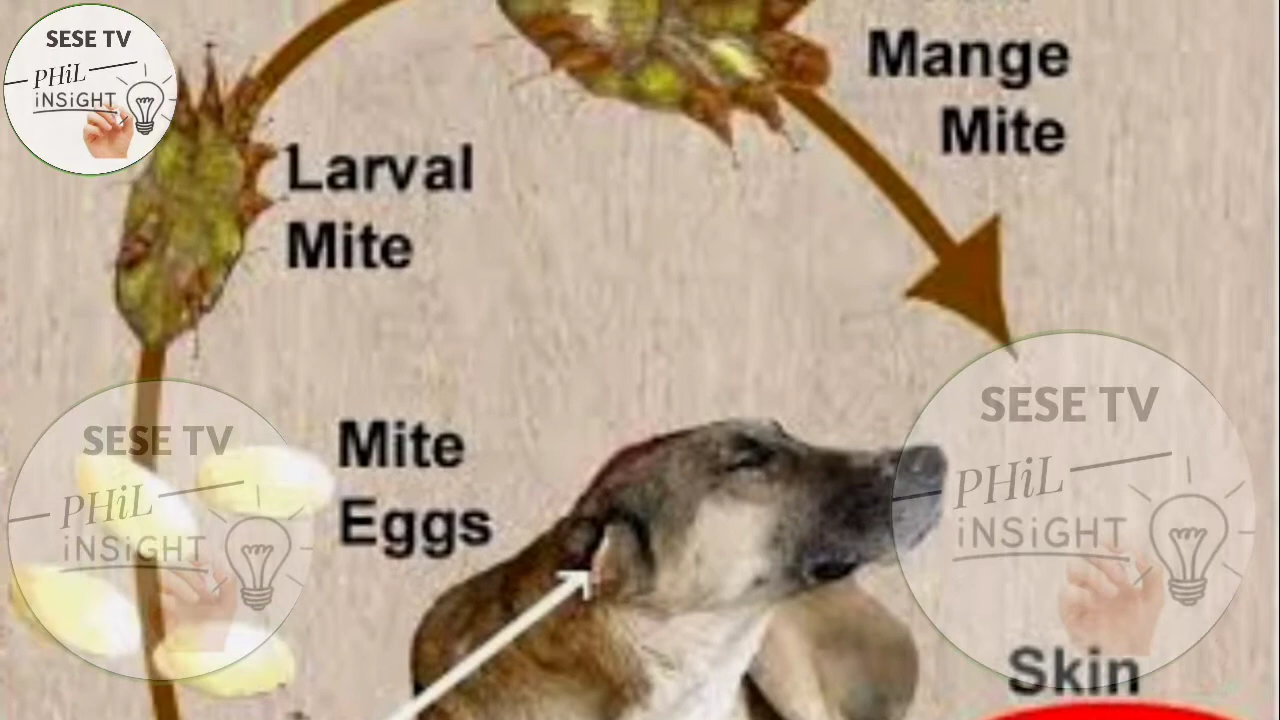 SESE TV
PHiL
iNSiGHT
Mange
Mite
Larval
Mite
Mite
Eggs
SESE TV
PHiL
iNSiGHT
SESE TV
PHiL
iNSiGHT
Skin